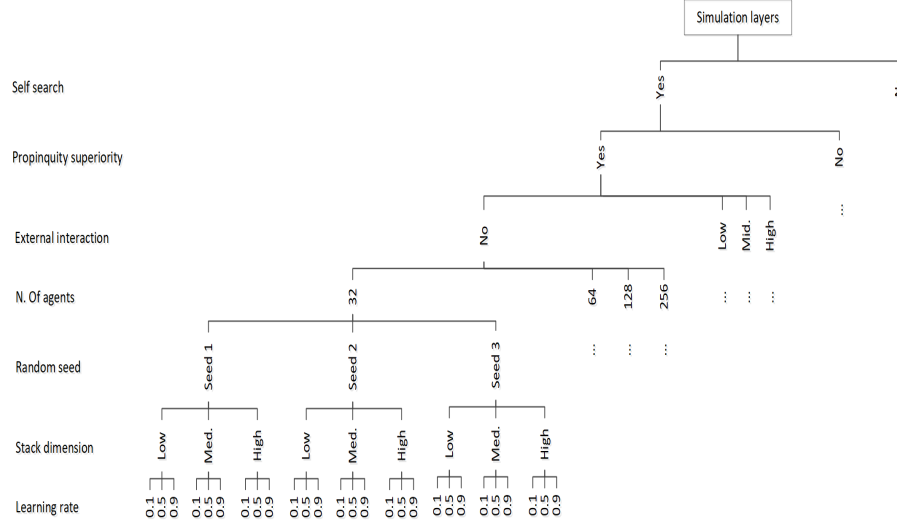 Simulation layers
Self search
Yes
Propinquity superiority
Yes
No
...
External interaction
No
Low
Mid.
High
N. Of agents
32
64
128
256
...
...
...
Random seed
Seed 1
Seed 2
Seed 3
...
...
...
Stack dimension
Low
Med.
High
Low
Med.
High
Low
Med.
High
Learning rate
0.1
0.5
0.9
0.1
0.5
0.9
0.1
0.5
0.9
0.1
0.5
0.9
0.1
0.5
0.9
0.1
0.5
0.9
0.1
0.5
0.9
0.1
0.5
0.9
0.1
0.5
0.9